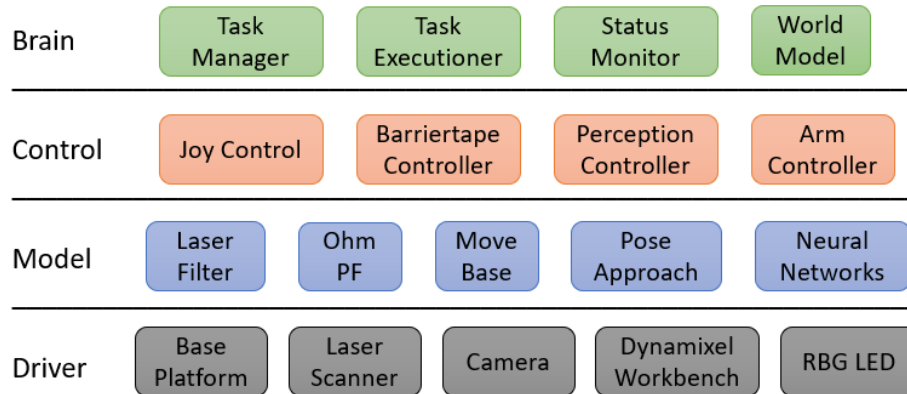 Brain
Task
Manager
Task
Executioner
Status
Monitor
World
Model
Control
Joy Control
Barriertape
Controller
Perception
Controller
Arm
Controller
Model
Laser
Filter
Ohm
PF
Move
Base
Pose
Approach
Neural
Networks
Driver
Base
Platform
Laser
Scanner
Camera
Dynamixel
Workbench
RBG LED